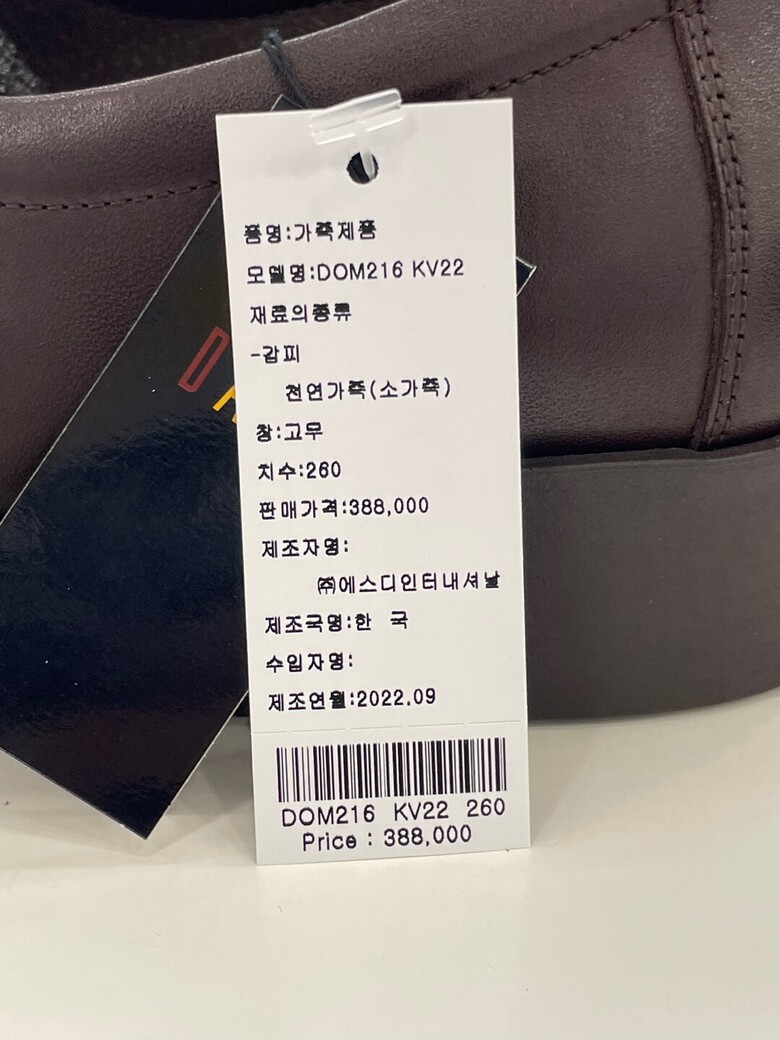 품명:가죽제품
모델명:DOM216 KV22
재료의종류
-갑피
천연가죽(소가죽)
창:고무
치수:260
판매가격:388,000
제조자명:
㈜에스디인터내셔날
제조국명:한 국
수입자명:
제조연월:2022.09
DOM216 KV22 260
Price : 388,000